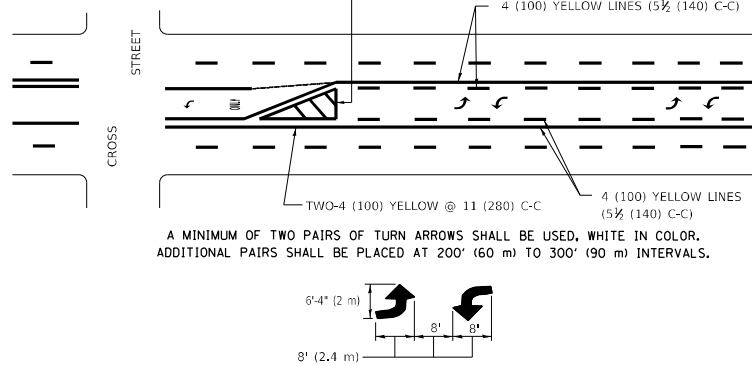 4 (100) YELLOW LINES (5½ (140) C-C)
STREET
CROSS
ONLY
TWO-4 (100) YELLOW @ 11 (280) C-C
4 (100) YELLOW LINES
(5½ (140) C-C)
A MINIMUM OF TWO PAIRS OF TURN ARROWS SHALL BE USED, WHITE IN COLOR.
ADDITIONAL PAIRS SHALL BE PLACED AT 200' (60 m) TO 300' (90 m) INTERVALS.
6'-4" (2 m)
8' 8'
8' (2.4 m)